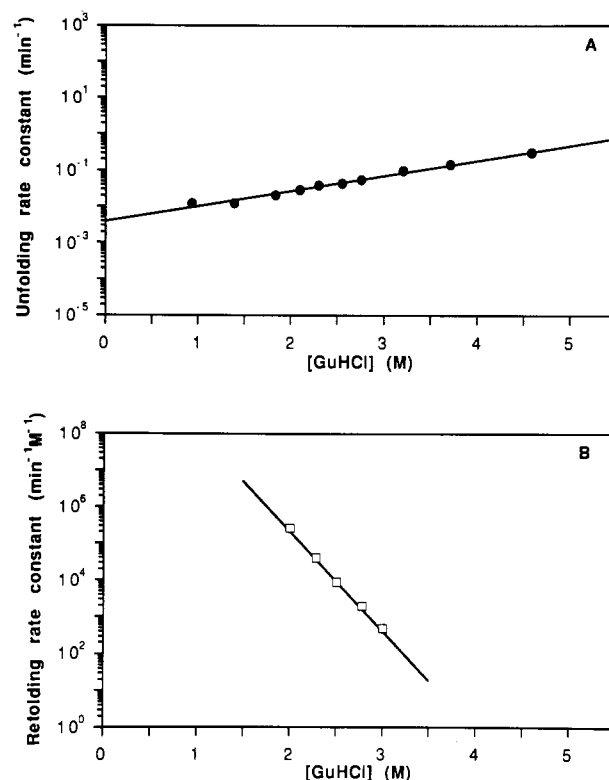 A
Unfolding rate constant (min⁻¹)
10³
10¹
10⁻¹
10⁻³
10⁻⁵
0 1 2 3 4 5
[GuHCl] (M)
B
Refolding rate constant (min⁻¹M⁻¹)
10⁸
10⁶
10⁴
10²
10⁰
0 1 2 3 4 5
[GuHCl] (M)